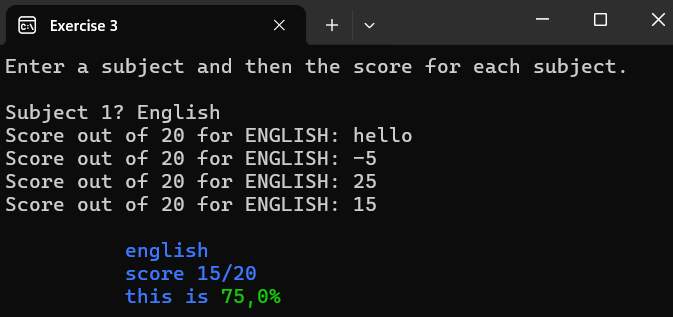 Exercise 3
Enter a subject and then the score for each subject.
Subject 1? English
Score out of 20 for ENGLISH: hello
Score out of 20 for ENGLISH: -5
Score out of 20 for ENGLISH: 25
Score out of 20 for ENGLISH: 15
english
score 15/20
this is 75,0%